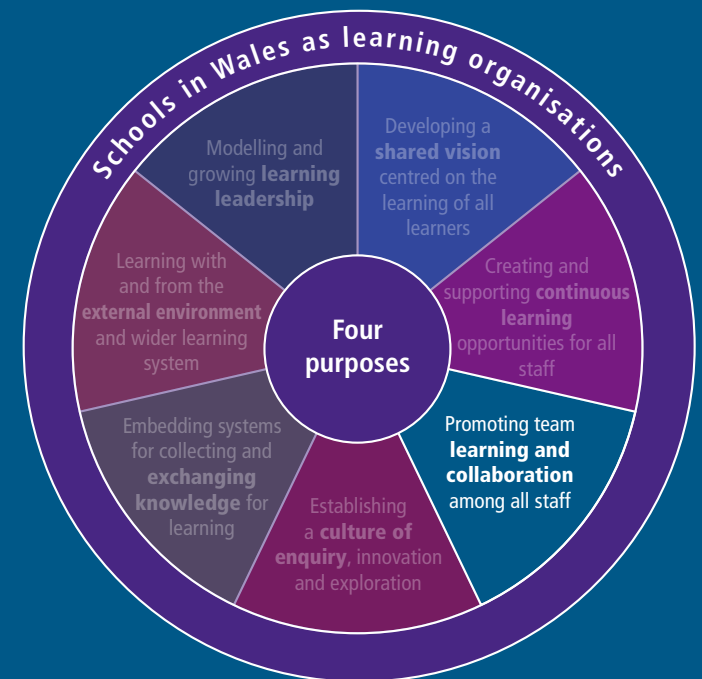 Schools in Wales as learning organisations
Developing a
shared vision
centred on the
learning of all
learners
Creating and
supporting continuous
learning
opportunities for all
staff
Promoting team
learning and
collaboration
among all staff
Establishing
a culture of
enquiry, innovation
and exploration
Embedding systems
for collecting and
exchanging
knowledge for
learning
Learning with
and from the
external environment
and wider learning
system
Modelling and
growing learning
leadership
Four
purposes